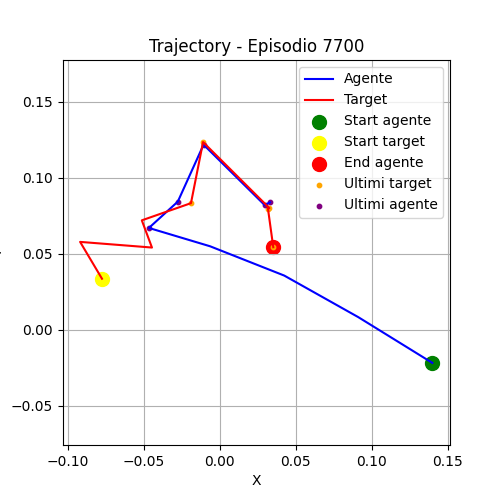 Trajectory - Episodio 7700
Agente
Target
Start agente
Start target
End agente
Ultimi target
Ultimi agente
0.15
0.10
0.05
0.00
−0.05
−0.10
−0.05
0.00
0.05
0.10
0.15
X